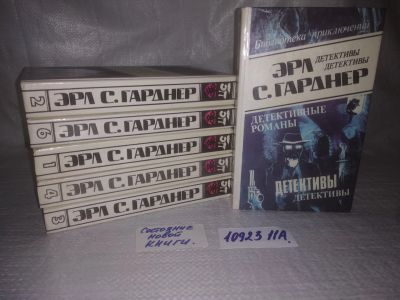 2 ЭРЛ С. ГАРДНЕР
6 ЭРЛ С. ГАРДНЕР
1 ЭРЛ С. ГАРДНЕР
4 ЭРЛ С. ГАРДНЕР
3 ЭРЛ С. ГАРДНЕР
Библиотека приключений
ДЕТЕКТИВЫ
ДЕТЕКТИВЫ
ЭРЛ
С. ГАРДНЕР
ДЕТЕКТИВНЫЕ
РОМАНЫ
ДЕТЕКТИВЫ
ДЕТЕКТИВЫ
состояние
новой
книги.
10923 11А.